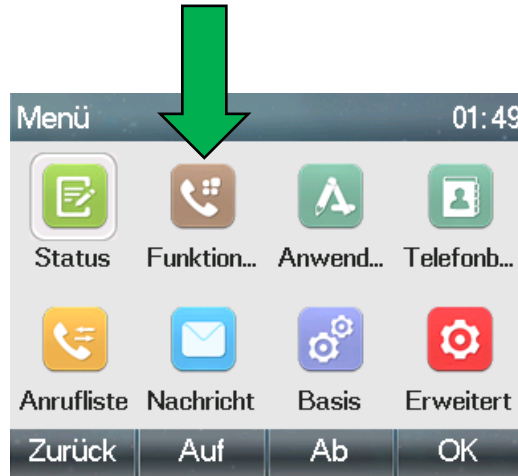 Menü 01:49
Status Funktion... Anwend... Telefonb...
Anrufliste Nachricht Basis Erweitert
Zurück Auf Ab OK